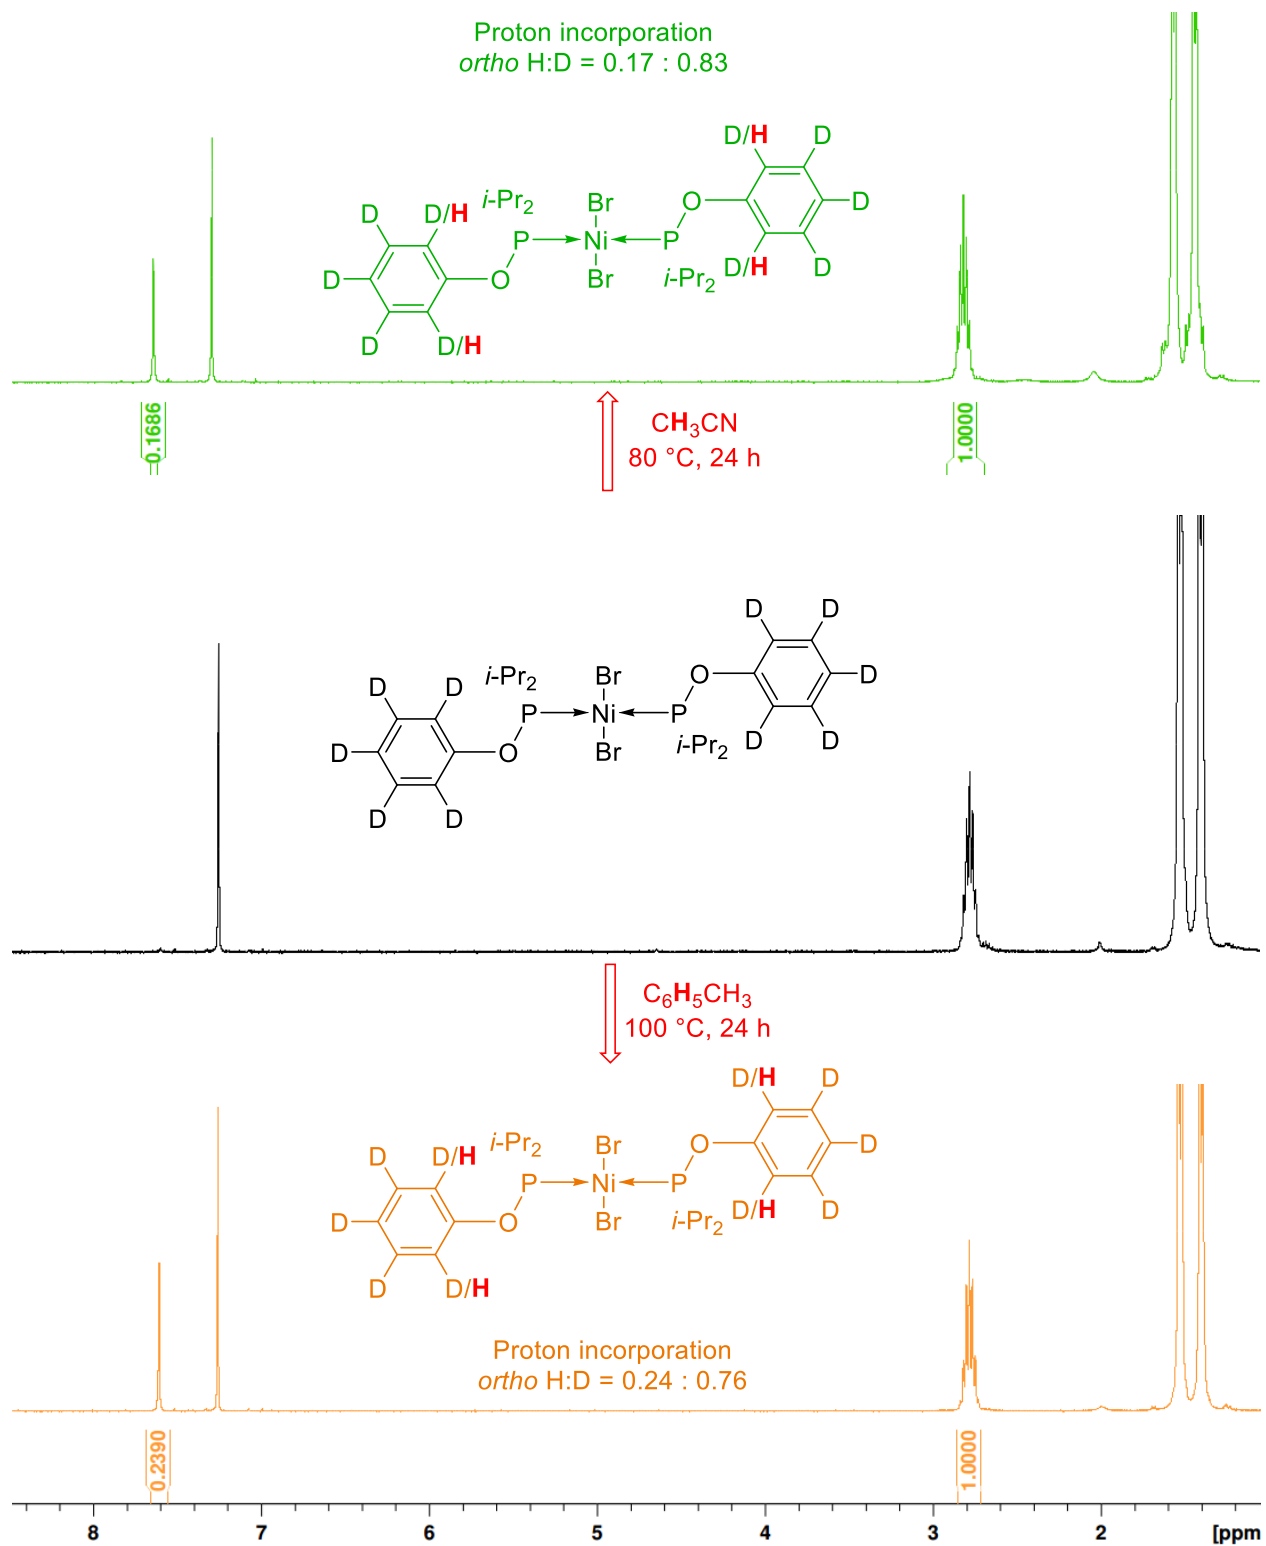 Proton incorporation
ortho H:D = 0.17 : 0.83
D/H D
i-Pr2 Br O D
D D/H P Ni P
D O Br i-Pr2 D/H D
D D/H
0.1686 1.0000
CH3CN
80 °C, 24 h
D D
i-Pr2 Br O D
D D P Ni P
D O Br i-Pr2 D D
D D
C6H5CH3
100 °C, 24 h
D/H D
i-Pr2 Br O D
D D/H P Ni P
D O Br i-Pr2 D/H D
D D/H
Proton incorporation
ortho H:D = 0.24 : 0.76
0.2390 1.0000
8 7 6 5 4 3 2 [ppm